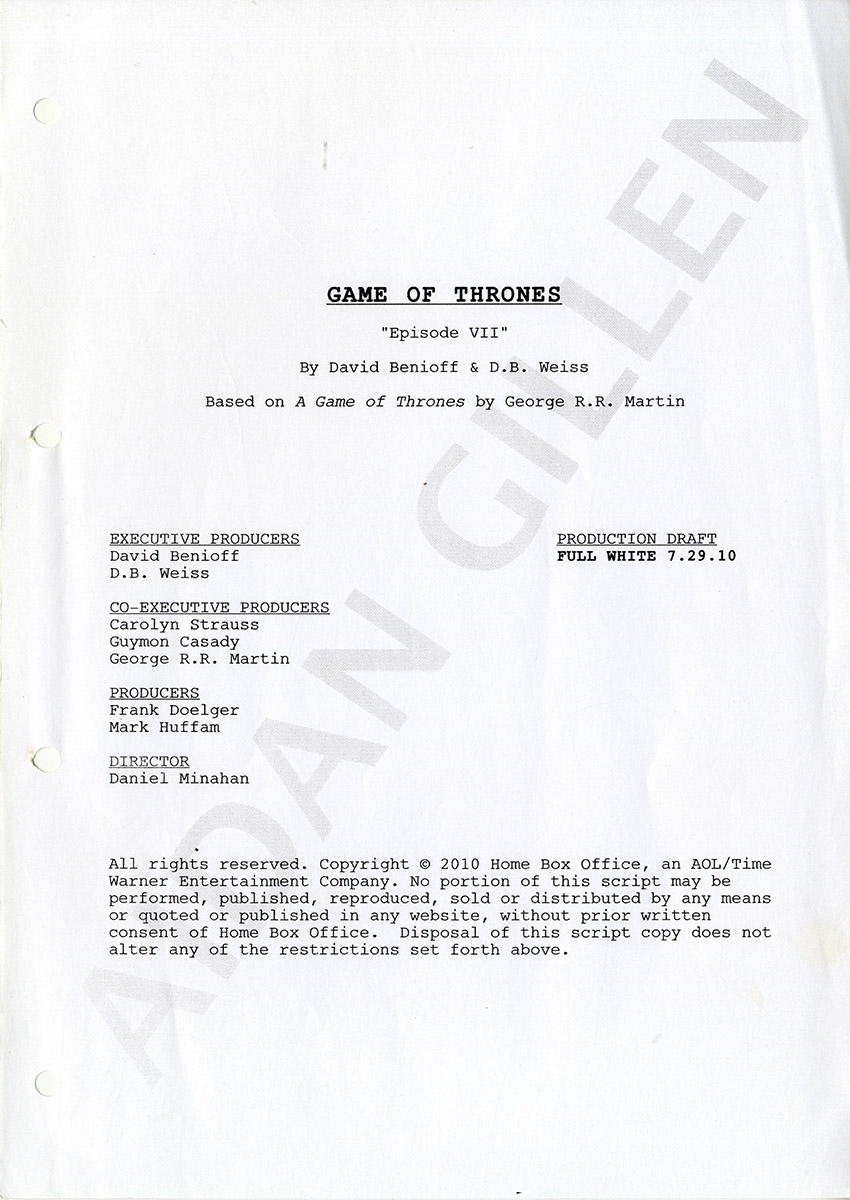 GAME OF THRONES
"Episode VII"
By David Benioff & D.B. Weiss
Based on A Game of Thrones by George R.R. Martin
EXECUTIVE PRODUCERS
David Benioff
D.B. Weiss
PRODUCTION DRAFT
FULL WHITE 7.29.10
CO-EXECUTIVE PRODUCERS
Carolyn Strauss
Guymon Casady
George R.R. Martin
PRODUCERS
Frank Doelger
Mark Huffam
DIRECTOR
Daniel Minahan
All rights reserved. Copyright © 2010 Home Box Office, an AOL/Time
Warner Entertainment Company. No portion of this script may be
performed, published, reproduced, sold or distributed by any means
or quoted or published in any website, without prior written
consent of Home Box Office.  Disposal of this script copy does not
alter any of the restrictions set forth above.
AIDAN GILLEN